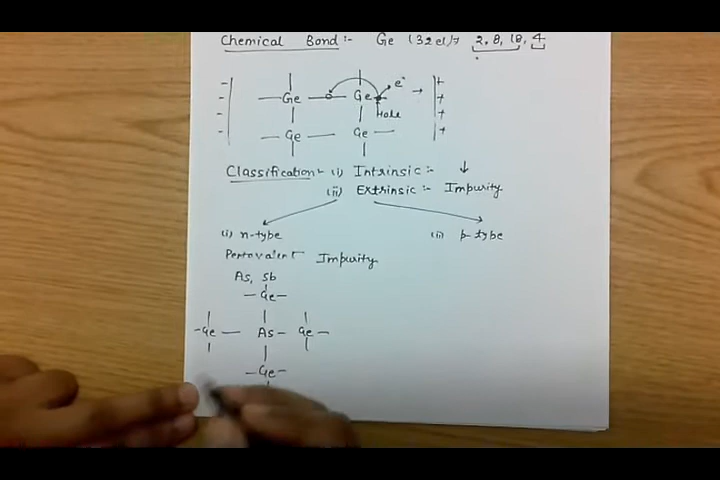 Chemical Bond :- Ge (32 el) → 2, 8, 18, 4
e⁻
Ge Ge →
Hole
Ge Ge
Classification:- (i) Intrinsic :- ↓
(ii) Extrinsic :- Impurity
(i) n-type (ii) p-type
Pentavalent Impurity
As, Sb
Ge
Ge As Ge
Ge